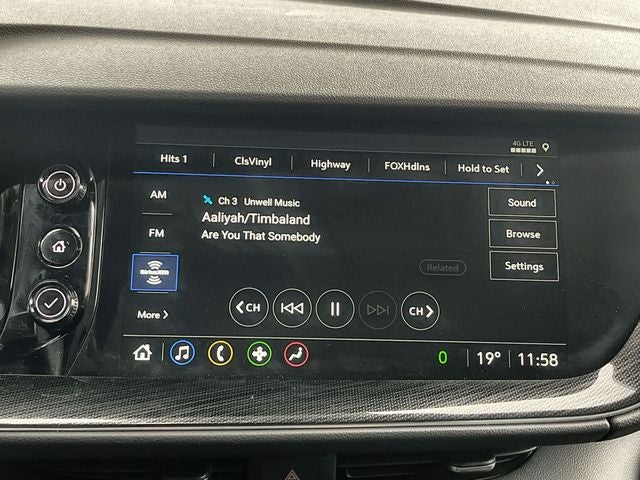 4G LTE
Hits 1 ClsVinyl Highway FOXHdlns Hold to Set
AM
Ch 3 Unwell Music
Sound
Aaliyah/Timbaland
FM
Are You That Somebody
Browse
SiriusXM
Related
Settings
More
CH CH
0 19° 11:58